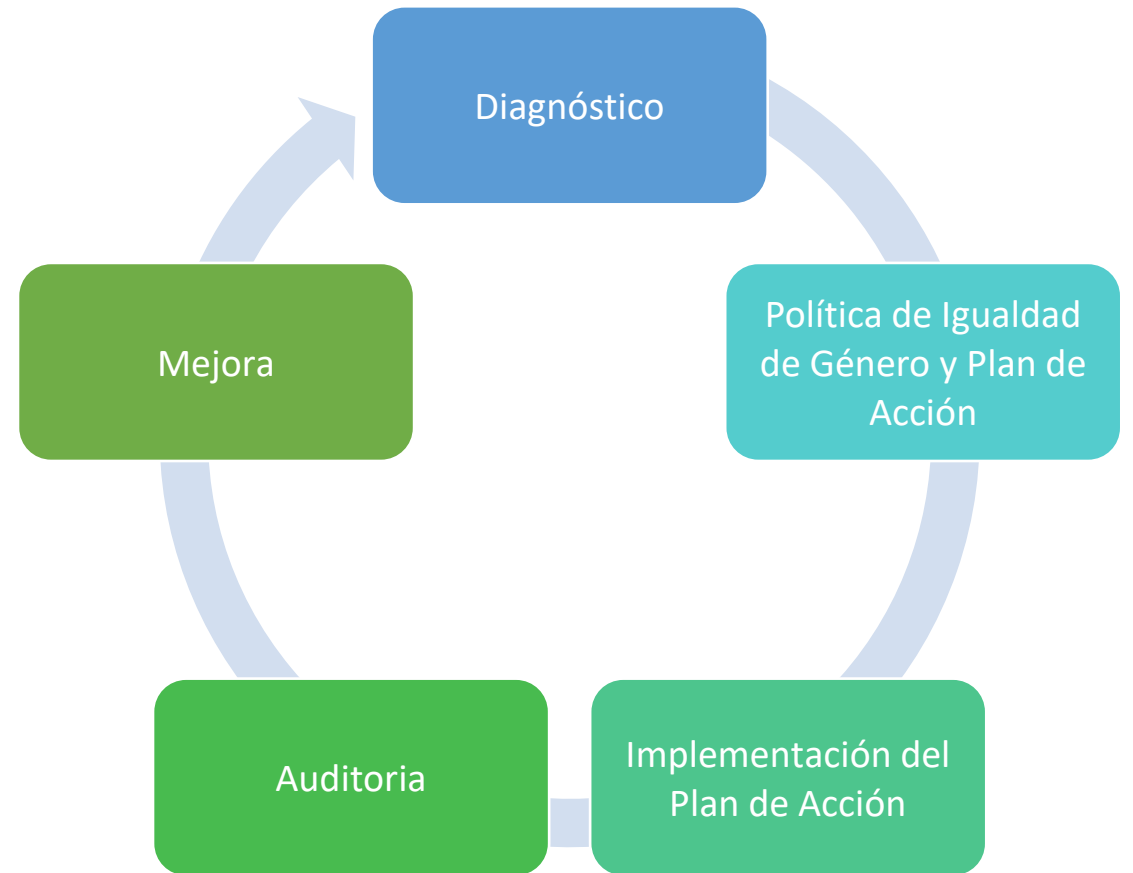 Diagnóstico
Política de Igualdad
de Género y Plan de
Acción
Implementación del
Plan de Acción
Auditoria
Mejora